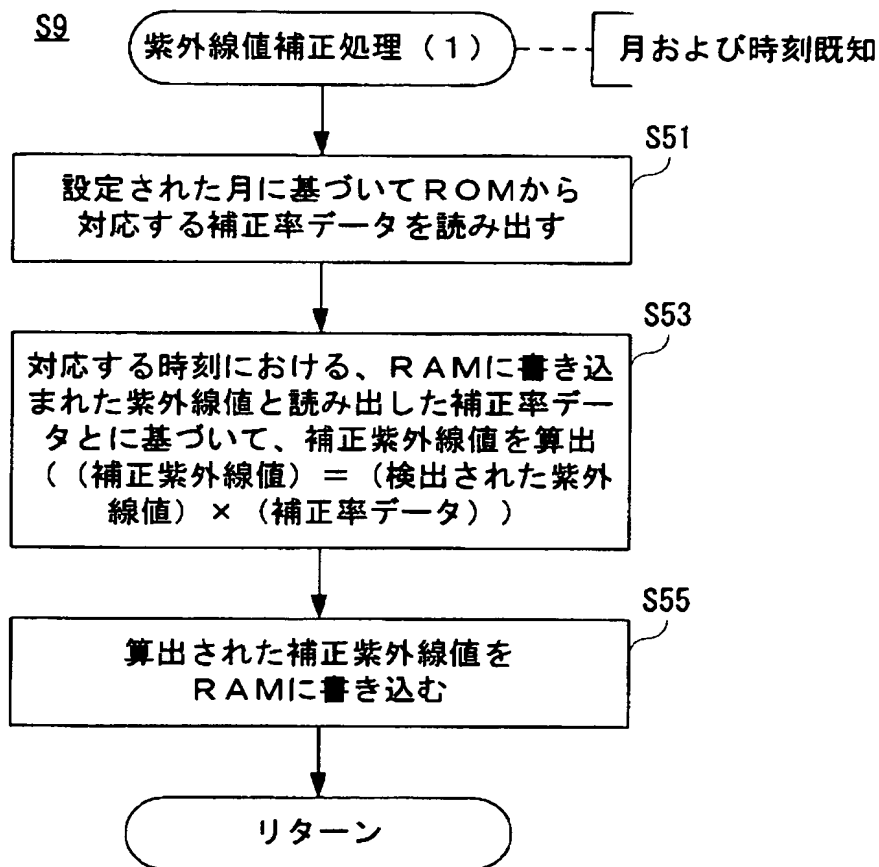 S9
紫外線値補正処理（１）
月および時刻既知
S51
設定された月に基づいてＲＯＭから
対応する補正率データを読み出す
S53
対応する時刻における、ＲＡＭに書き込
まれた紫外線値と読み出した補正率デー
タとに基づいて、補正紫外線値を算出
（（補正紫外線値）＝（検出された紫外
線値）×（補正率データ））
S55
算出された補正紫外線値を
ＲＡＭに書き込む
リターン